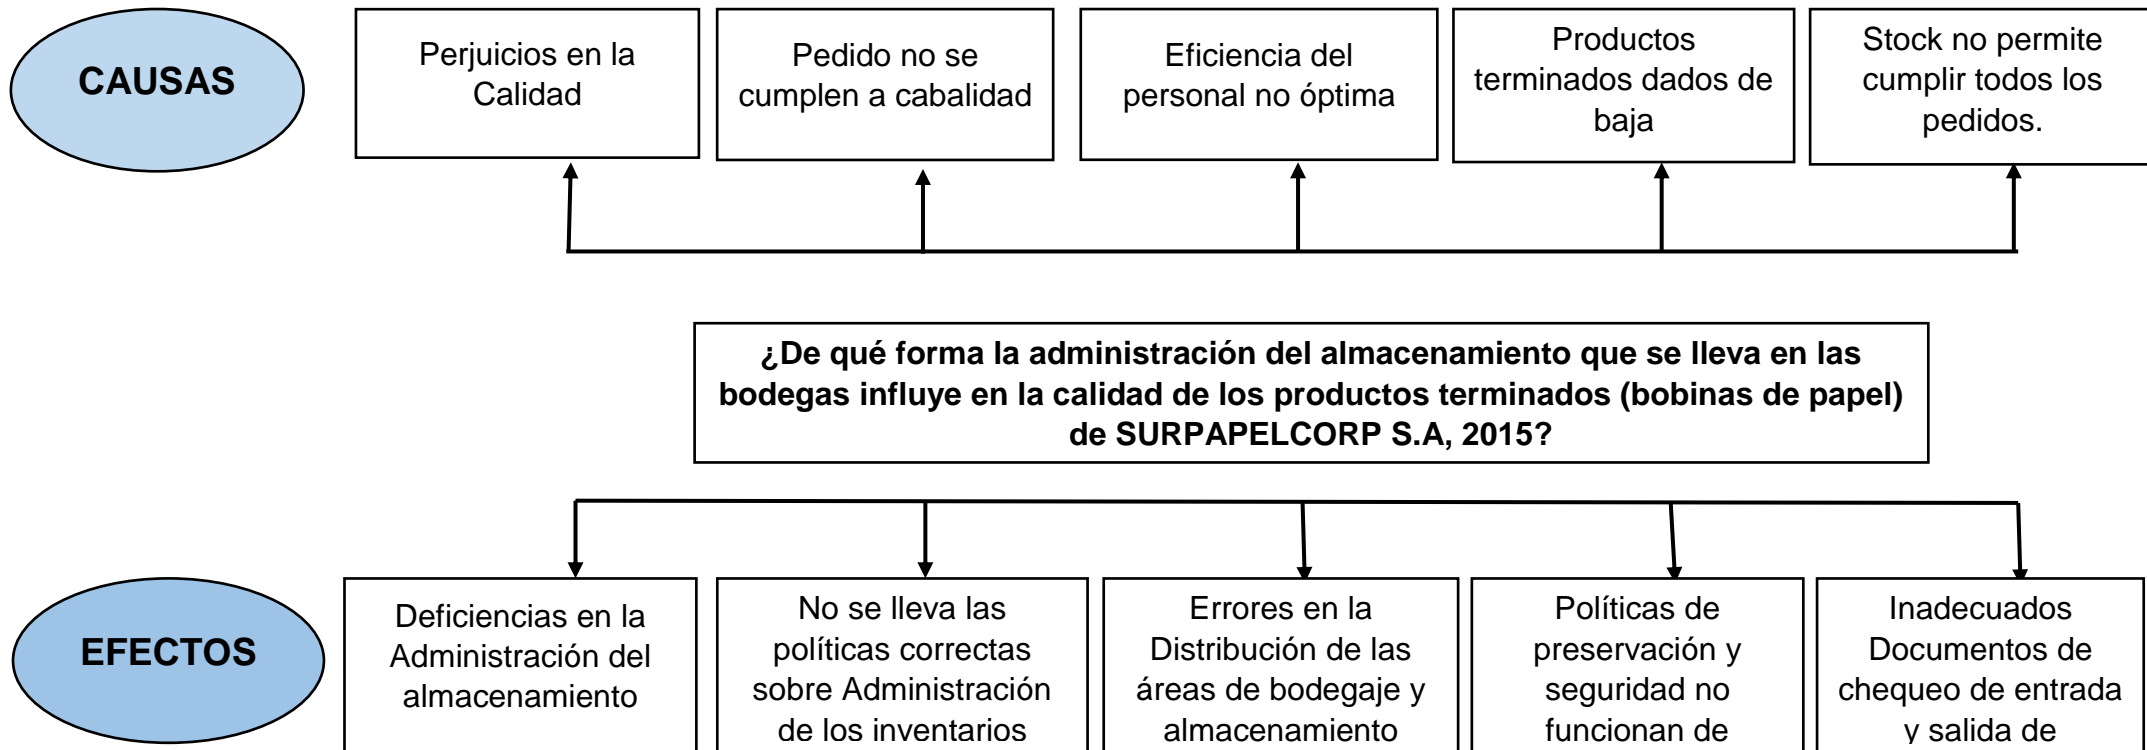 CAUSAS
Perjuicios en la
Calidad
Pedido no se
cumplen a cabalidad
Eficiencia del
personal no óptima
Productos
terminados dados de
baja
Stock no permite
cumplir todos los
pedidos.
¿De qué forma la administración del almacenamiento que se lleva en las
bodegas influye en la calidad de los productos terminados (bobinas de papel)
de SURPAPELCORP S.A, 2015?
EFECTOS
Deficiencias en la
Administración del
almacenamiento
No se lleva las
políticas correctas
sobre Administración
de los inventarios
Errores en la
Distribución de las
áreas de bodegaje y
almacenamiento
Políticas de
preservación y
seguridad no
funcionan de
Inadecuados
Documentos de
chequeo de entrada
y salida de